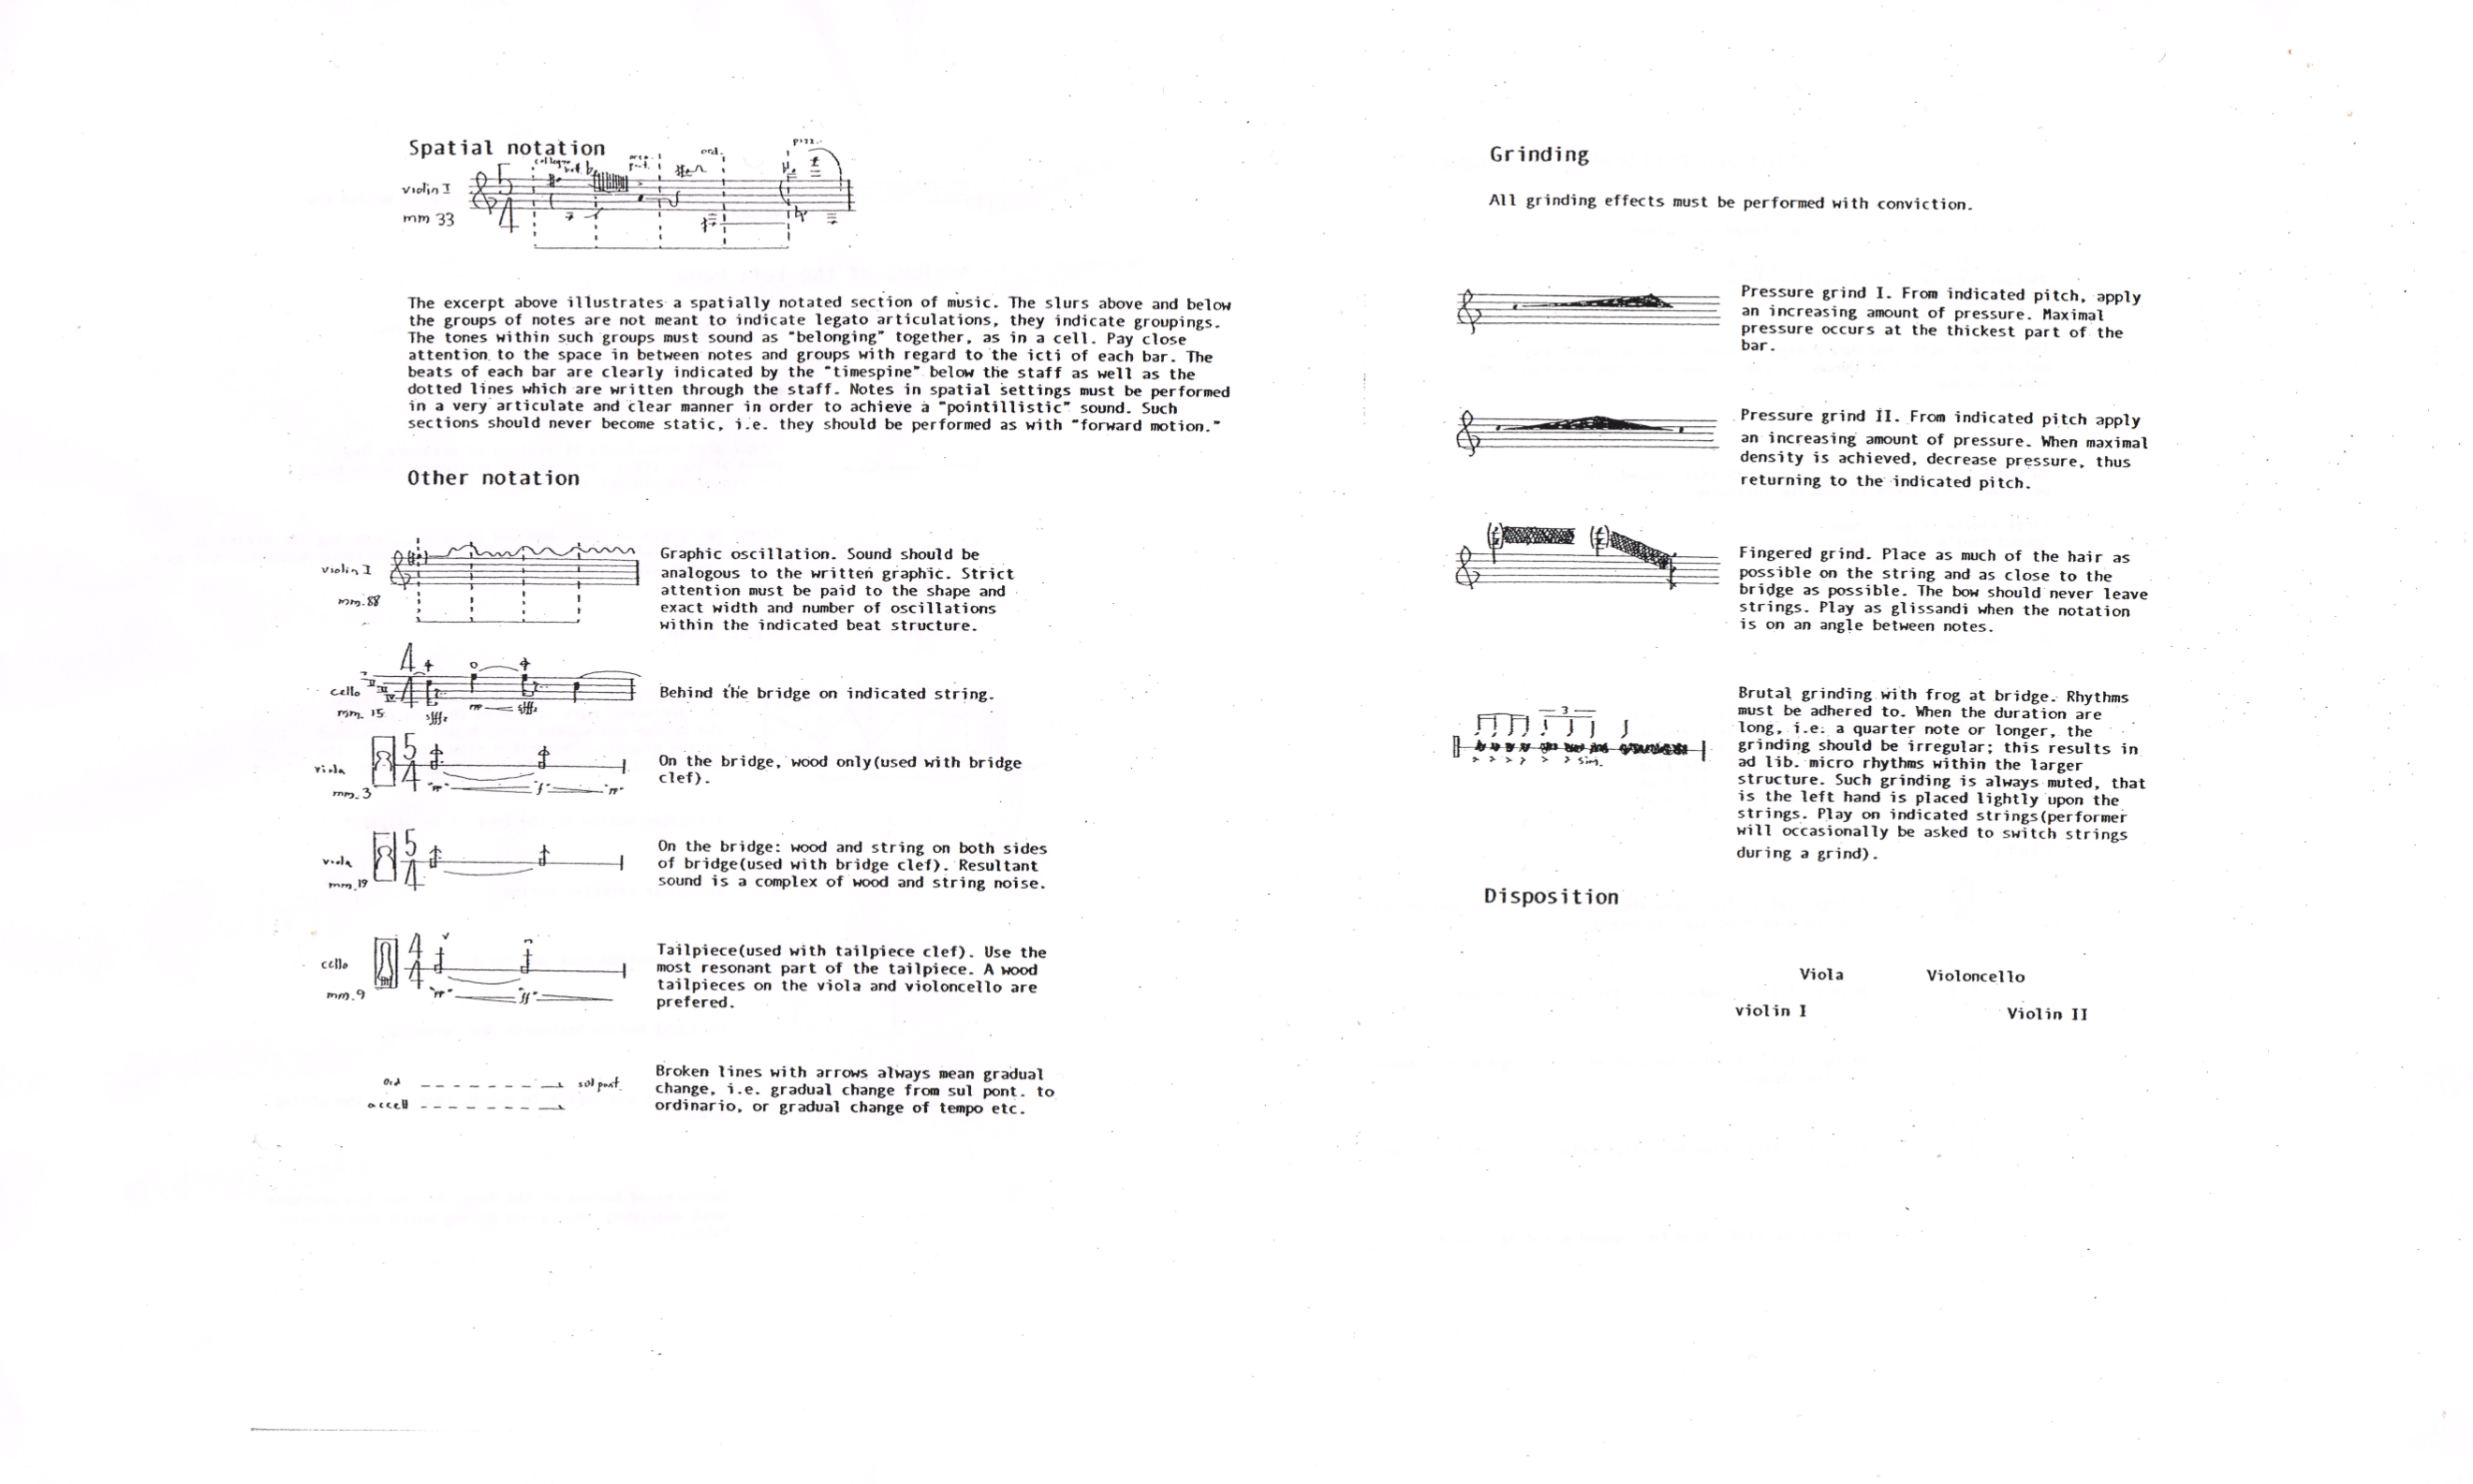 Spatial notation
violin I
mm 33
5
4
col legno
bat.
ord.
pizz.
The excerpt above illustrates a spatially notated section of music. The slurs above and below
the groups of notes are not meant to indicate legato articulations, they indicate groupings.
The tones within such groups must sound as "belonging" together, as in a cell. Pay close
attention to the space in between notes and groups with regard to the icti of each bar. The
beats of each bar are clearly indicated by the "timespine" below the staff as well as the
dotted lines which are written through the staff. Notes in spatial settings must be performed
in a very articulate and clear manner in order to achieve a "pointillistic" sound. Such
sections should never become static, i.e. they should be performed as with "forward motion."
Other notation
violin I
mm. 88
Graphic oscillation. Sound should be
analogous to the written graphic. Strict
attention must be paid to the shape and
exact width and number of oscillations
within the indicated beat structure.
cello
mm. 15
4
4
sfffz
sfffz
Behind the bridge on indicated string.
viola
mm. 3
5
4
"pp" "f" "pp"
On the bridge, wood only(used with bridge
clef).
viola
mm. 19
5
4
On the bridge: wood and string on both sides
of bridge(used with bridge clef). Resultant
sound is a complex of wood and string noise.
cello
mm. 9
4
4
"pp" "ff"
Tailpiece(used with tailpiece clef). Use the
most resonant part of the tailpiece. A wood
tailpieces on the viola and violoncello are
prefered.
ord sul pont.
accell
Broken lines with arrows always mean gradual
change, i.e. gradual change from sul pont. to
ordinario, or gradual change of tempo etc.
Grinding
All grinding effects must be performed with conviction.
Pressure grind I. From indicated pitch, apply
an increasing amount of pressure. Maximal
pressure occurs at the thickest part of the
bar.
Pressure grind II. From indicated pitch apply
an increasing amount of pressure. When maximal
density is achieved, decrease pressure, thus
returning to the indicated pitch.
Fingered grind. Place as much of the hair as
possible on the string and as close to the
bridge as possible. The bow should never leave
strings. Play as glissandi when the notation
is on an angle between notes.
3
sim.
Brutal grinding with frog at bridge. Rhythms
must be adhered to. When the duration are
long, i.e. a quarter note or longer, the
grinding should be irregular; this results in
ad lib. micro rhythms within the larger
structure. Such grinding is always muted, that
is the left hand is placed lightly upon the
strings. Play on indicated strings(performer
will occasionally be asked to switch strings
during a grind).
Disposition
Viola Violoncello
violin I Violin II